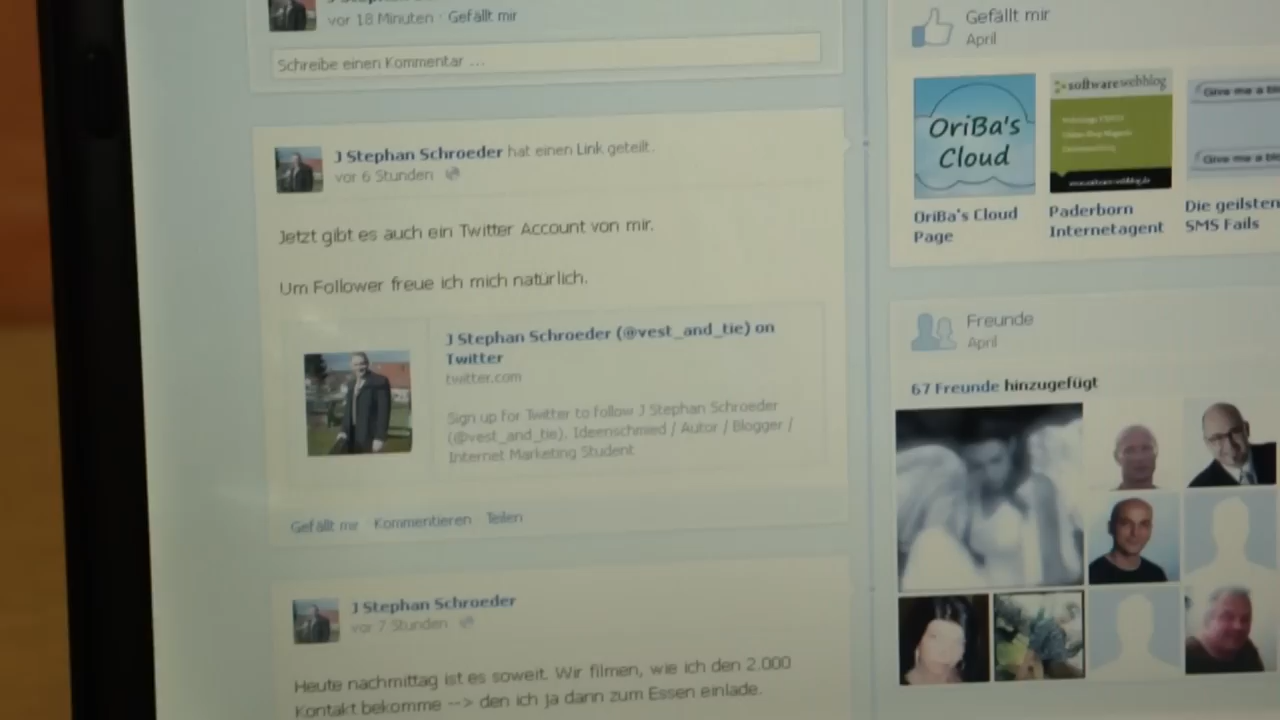 vor 18 Minuten · Gefällt mir
Schreibe einen Kommentar ...
J Stephan Schroeder hat einen Link geteilt.
vor 6 Stunden
Jetzt gibt es auch ein Twitter Account von mir.
Um Follower freue ich mich natürlich.
J Stephan Schroeder (@vest_and_tie) on
Twitter
twitter.com
Sign up for Twitter to follow J Stephan Schroeder
(@vest_and_tie). Ideenschmied / Autor / Blogger /
Internet Marketing Student
Gefällt mir Kommentieren Teilen
J Stephan Schroeder
vor 7 Stunden
Heute nachmittag ist es soweit. Wir filmen, wie ich den 2.000
Kontakt bekomme --> den ich ja dann zum Essen einlade.
Gefällt mir
April
OriBa's
Cloud
softwarewebblog
Give me a
Give me a
OriBa's Cloud
Page
Paderborn
Internetagent
Die geilsten
SMS Fails
Freunde
April
67 Freunde hinzugefügt